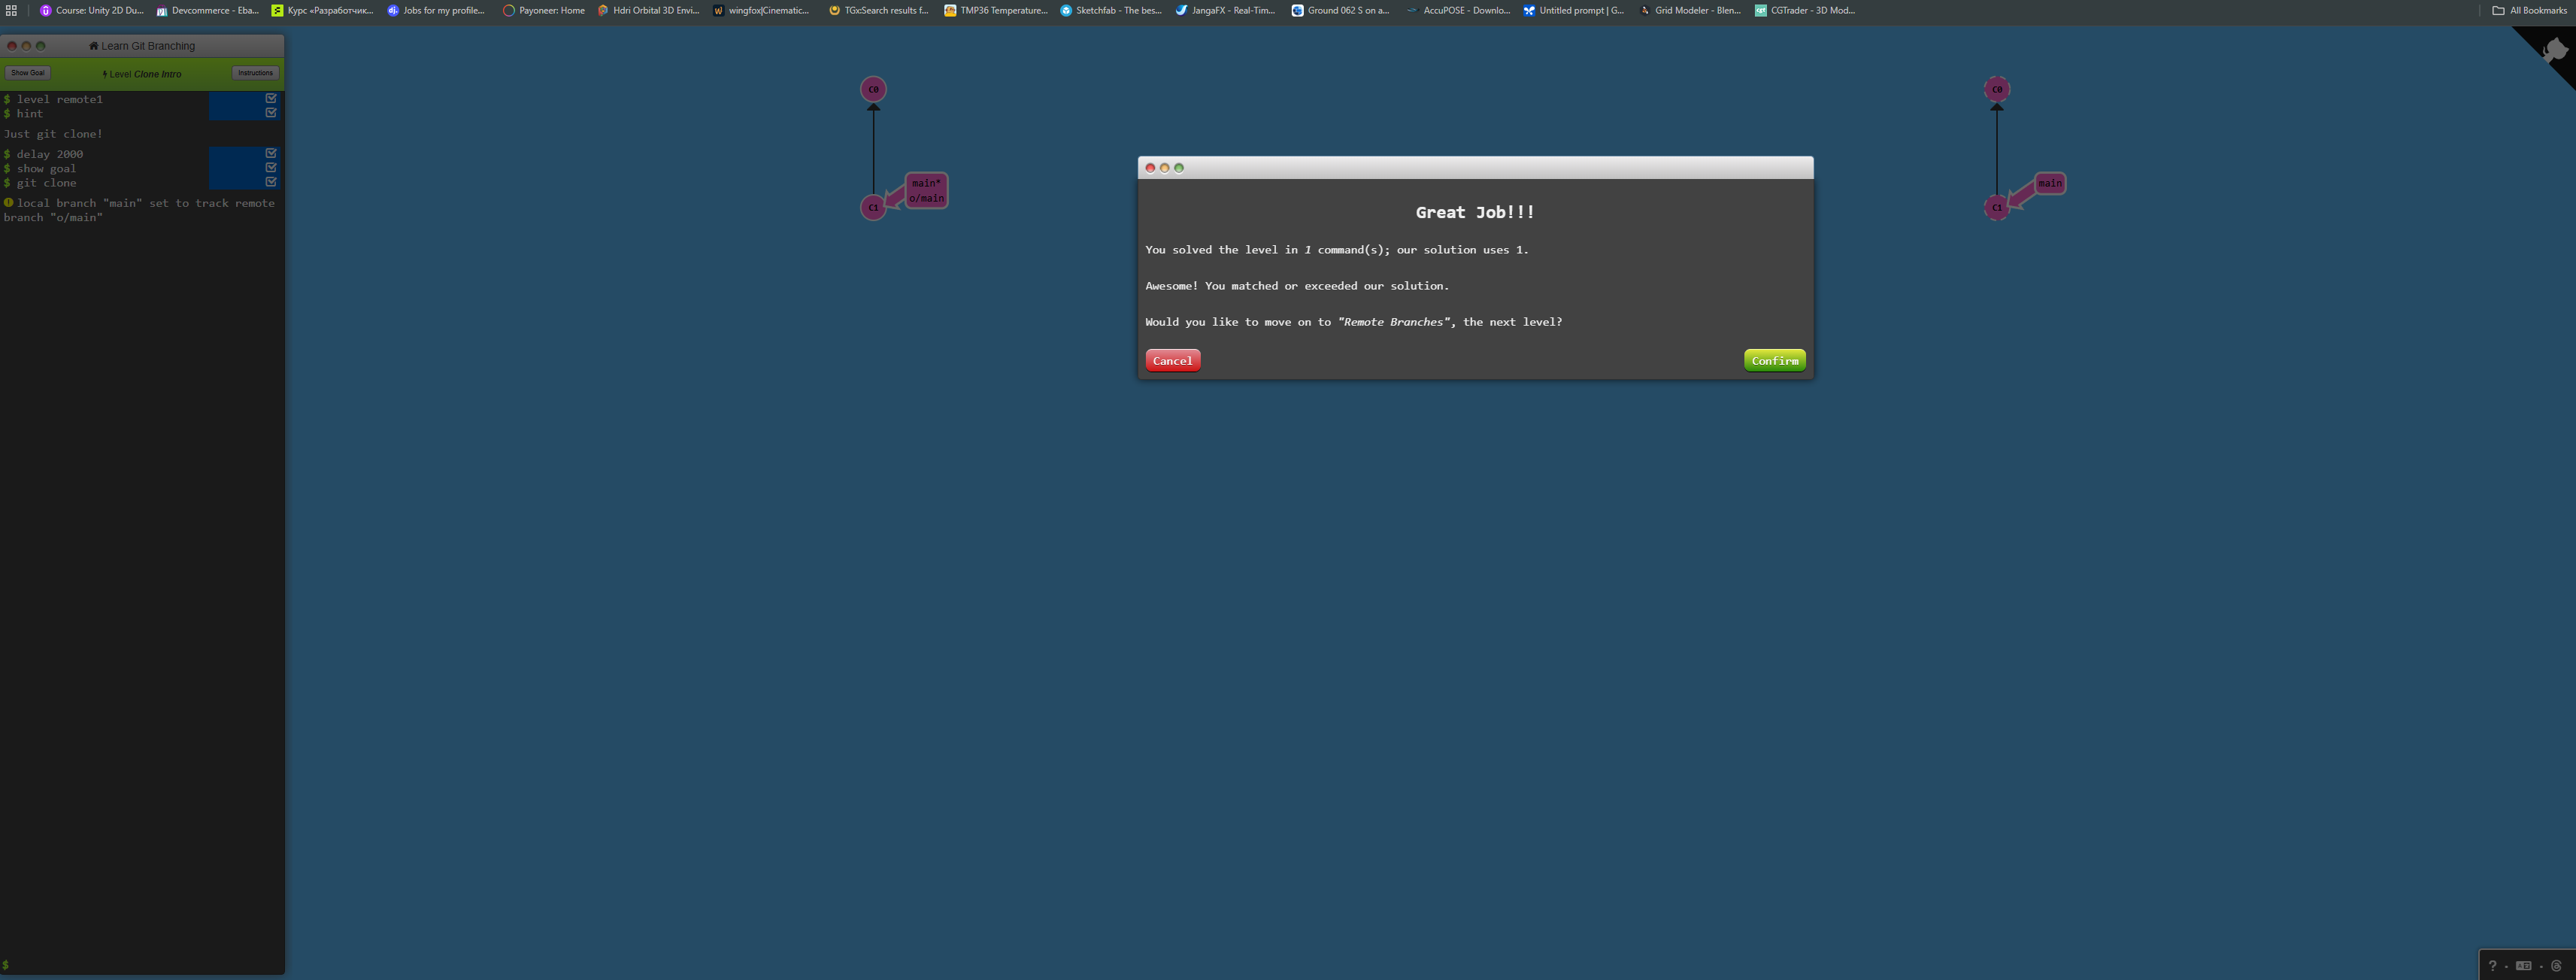 Course: Unity 2D Du...
Devcommerce - Eba...
Курс «Разработчик...
Jobs for my profile...
Payoneer: Home
Hdri Orbital 3D Envi...
wingfox|Cinematic...
TGx:Search results f...
TMP36 Temperature...
Sketchfab - The bes...
JangaFX - Real-Tim...
Ground 062 S on a...
AccuPOSE - Downlo...
Untitled prompt | G...
Grid Modeler - Blen...
CGTrader - 3D Mod...
All Bookmarks
Learn Git Branching
Show Goal
Level Clone Intro
Instructions
$ level remote1
$ hint
Just git clone!
$ delay 2000
$ show goal
$ git clone
local branch "main" set to track remote
branch "o/main"
$
C0
main*
o/main
C1
C0
main
C1
Great Job!!!
You solved the level in 1 command(s); our solution uses 1.
Awesome! You matched or exceeded our solution.
Would you like to move on to "Remote Branches", the next level?
Cancel
Confirm
?